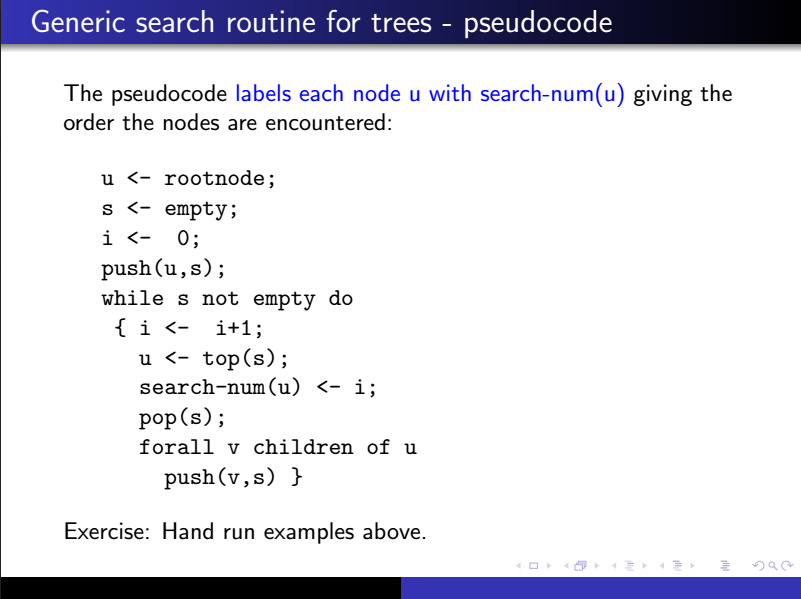 Generic search routine for trees - pseudocode
The pseudocode labels each node u with search-num(u) giving the
order the nodes are encountered:
u <- rootnode;
s <- empty;
i <-  0;
push(u,s);
while s not empty do
{ i <-  i+1;
u <- top(s);
search-num(u) <- i;
pop(s);
forall v children of u
push(v,s) }
Exercise: Hand run examples above.